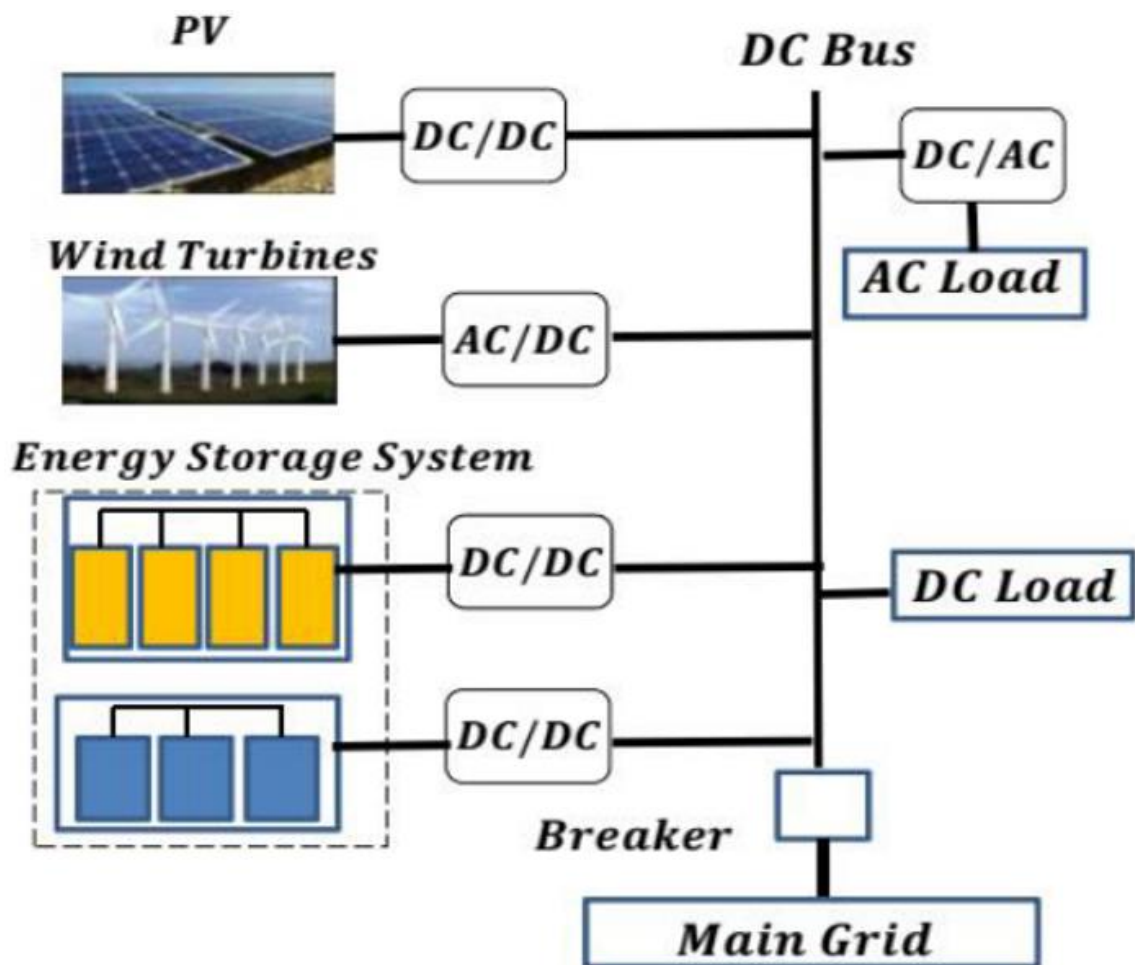 PV
DC Bus
DC/DC
DC/AC
AC Load
Wind Turbines
AC/DC
Energy Storage System
DC/DC
DC Load
DC/DC
Breaker
Main Grid